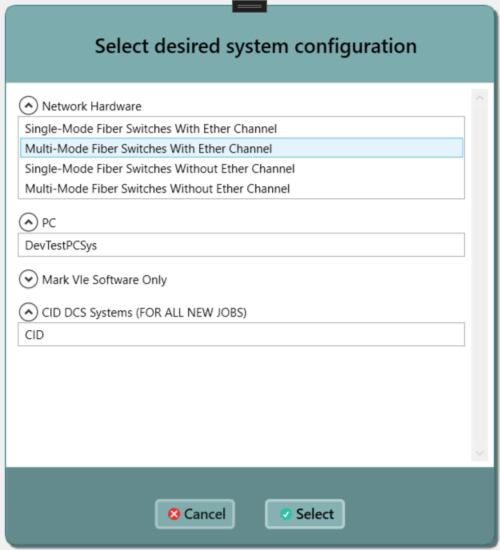 Select desired system configuration
Network Hardware
Single-Mode Fiber Switches With Ether Channel
Multi-Mode Fiber Switches With Ether Channel
Single-Mode Fiber Switches Without Ether Channel
Multi-Mode Fiber Switches Without Ether Channel
PC
DevTestPCSys
Mark VIe Software Only
CID DCS Systems (FOR ALL NEW JOBS)
CID
Cancel
Select